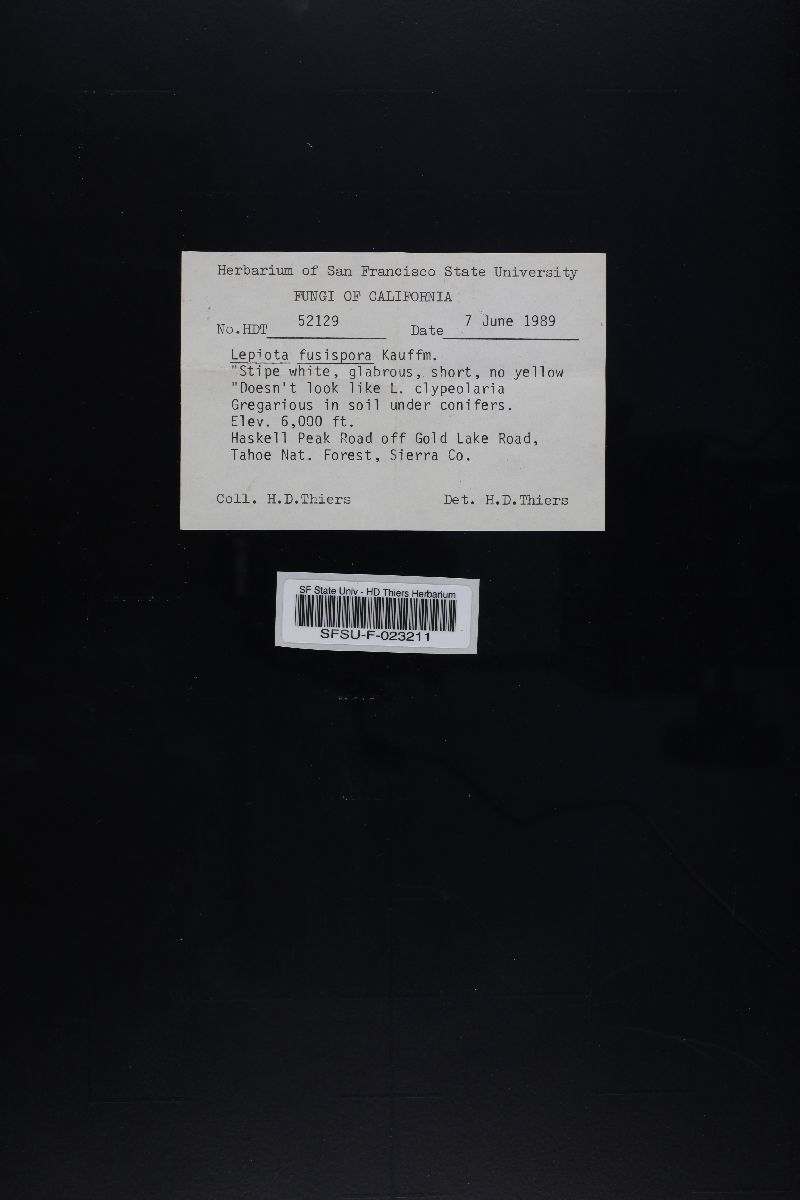 Herbarium of San Francisco State University
FUNGI OF CALIFORNIA
No.HDT 52129 Date 7 June 1989
Lepiota fusispora Kauffm.
"Stipe white, glabrous, short, no yellow
"Doesn't look like L. clypeolaria
Gregarious in soil under conifers.
Elev. 6,000 ft.
Haskell Peak Road off Gold Lake Road,
Tahoe Nat. Forest, Sierra Co.
Coll. H.D.Thiers Det. H.D.Thiers
SF State Univ - HD Thiers Herbarium
SFSU-F-023211